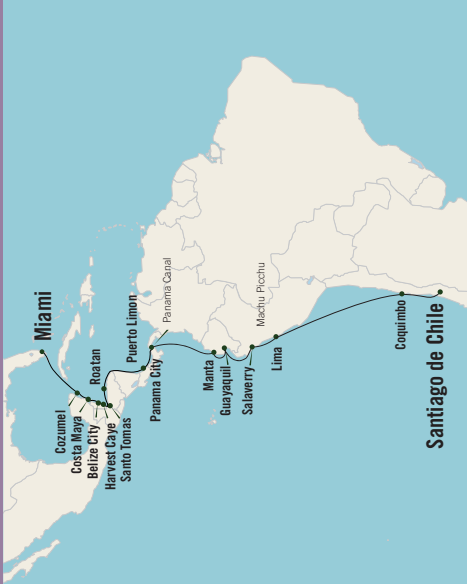 Miami
Cozumel
Costa Maya
Belize City
Harvest Caye
Santo Tomas
Roatan
Puerto Limon
Panama Canal
Panama City
Manta
Guayaquil
Salaverry
Machu Picchu
Lima
Coquimbo
Santiago de Chile